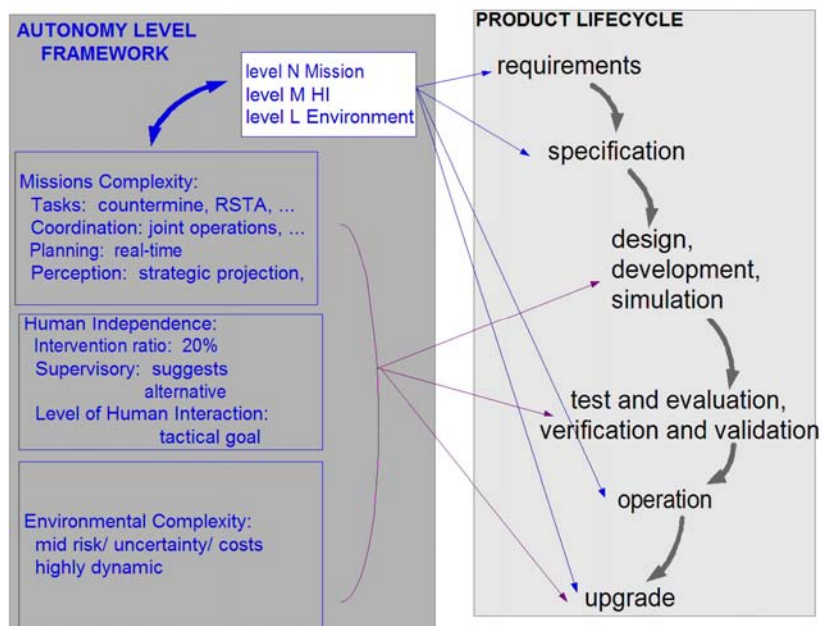 AUTONOMY LEVEL
FRAMEWORK
level N Mission
level M HI
level L Environment
Missions Complexity:
Tasks: countermine, RSTA, ...
Coordination: joint operations, ...
Planning: real-time
Perception: strategic projection,
Human Independence:
Intervention ratio: 20%
Supervisory: suggests
alternative
Level of Human Interaction:
tactical goal
Environmental Complexity:
mid risk/ uncertainty/ costs
highly dynamic
PRODUCT LIFECYCLE
requirements
specification
design,
development,
simulation
test and evaluation,
verification and validation
operation
upgrade